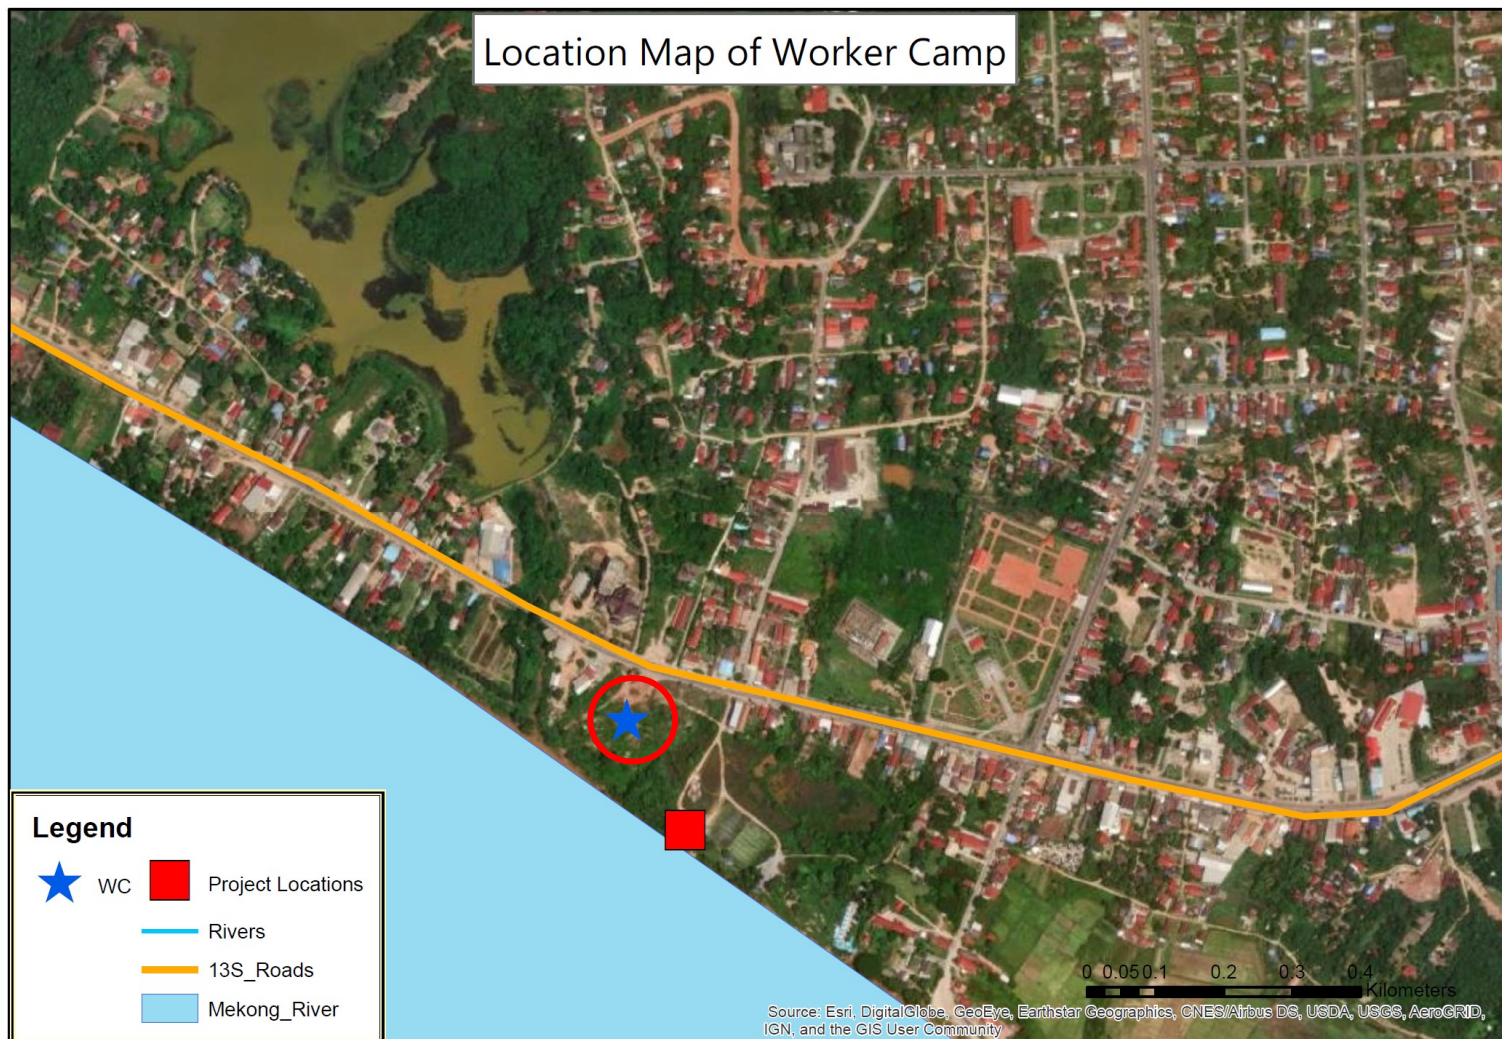 Location Map of Worker Camp
Legend
WC Project Locations
Rivers
13S_Roads
Mekong_River
0 0.05 0.1 0.2 0.3 0.4
Kilometers
Source: Esri, DigitalGlobe, GeoEye, Earthstar Geographics, CNES/Airbus DS, USDA, USGS, AeroGRID,
IGN, and the GIS User Community